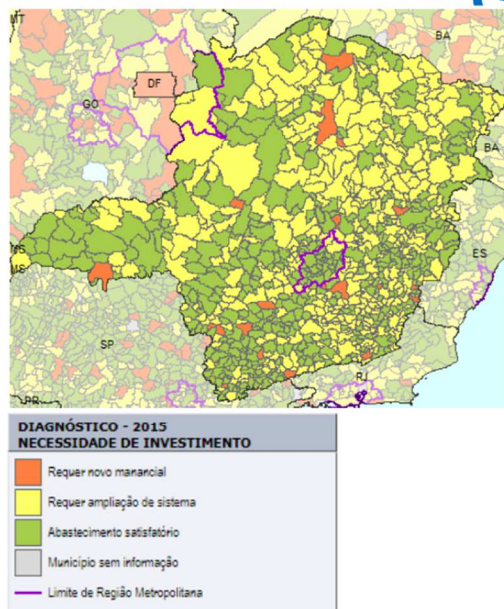 MT
BA
DF
GO
BA
MS
MS
ES
SP
RJ
PR
DIAGNÓSTICO - 2015
NECESSIDADE DE INVESTIMENTO
Requer novo manancial
Requer ampliação de sistema
Abastecimento satisfatório
Município sem informação
Limite de Região Metropolitana